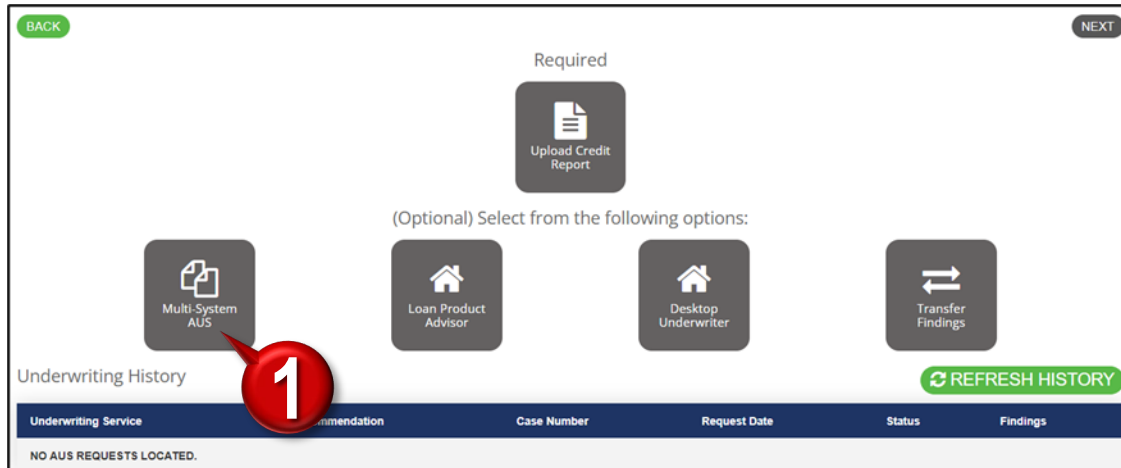 BACK
NEXT
Required
Upload Credit
Report
(Optional) Select from the following options:
Multi-System
AUS
Loan Product
Advisor
Desktop
Underwriter
Transfer
Findings
1
Underwriting History
REFRESH HISTORY
Underwriting Service mmendation Case Number Request Date Status Findings
NO AUS REQUESTS LOCATED.